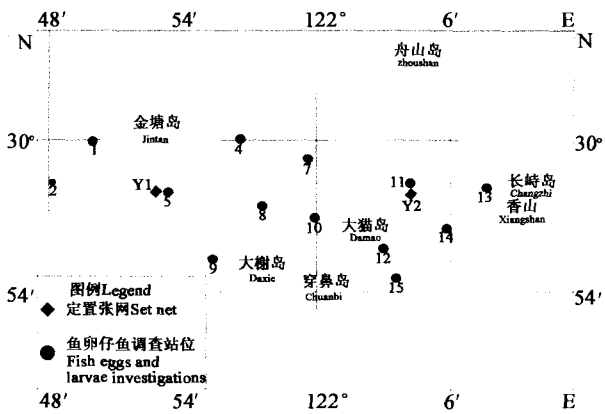 48′ 54′ 122° 6′ E
N N
舟山岛
zhoushan
金塘岛
Jintan
30° 30°
1 4
7
2 Y1 5 11 长峙岛
Changzhi
8 Y2 13 香山
Xiangshan
10 大猫岛
Damao
14
12
9 大榭岛
Daxie
穿鼻岛
Chuanbi
15
54′ 54′
图例Legend
定置张网Set net
鱼卵仔鱼调查站位
Fish eggs and
larvae investigations
48′ 54′ 122° 6′ E